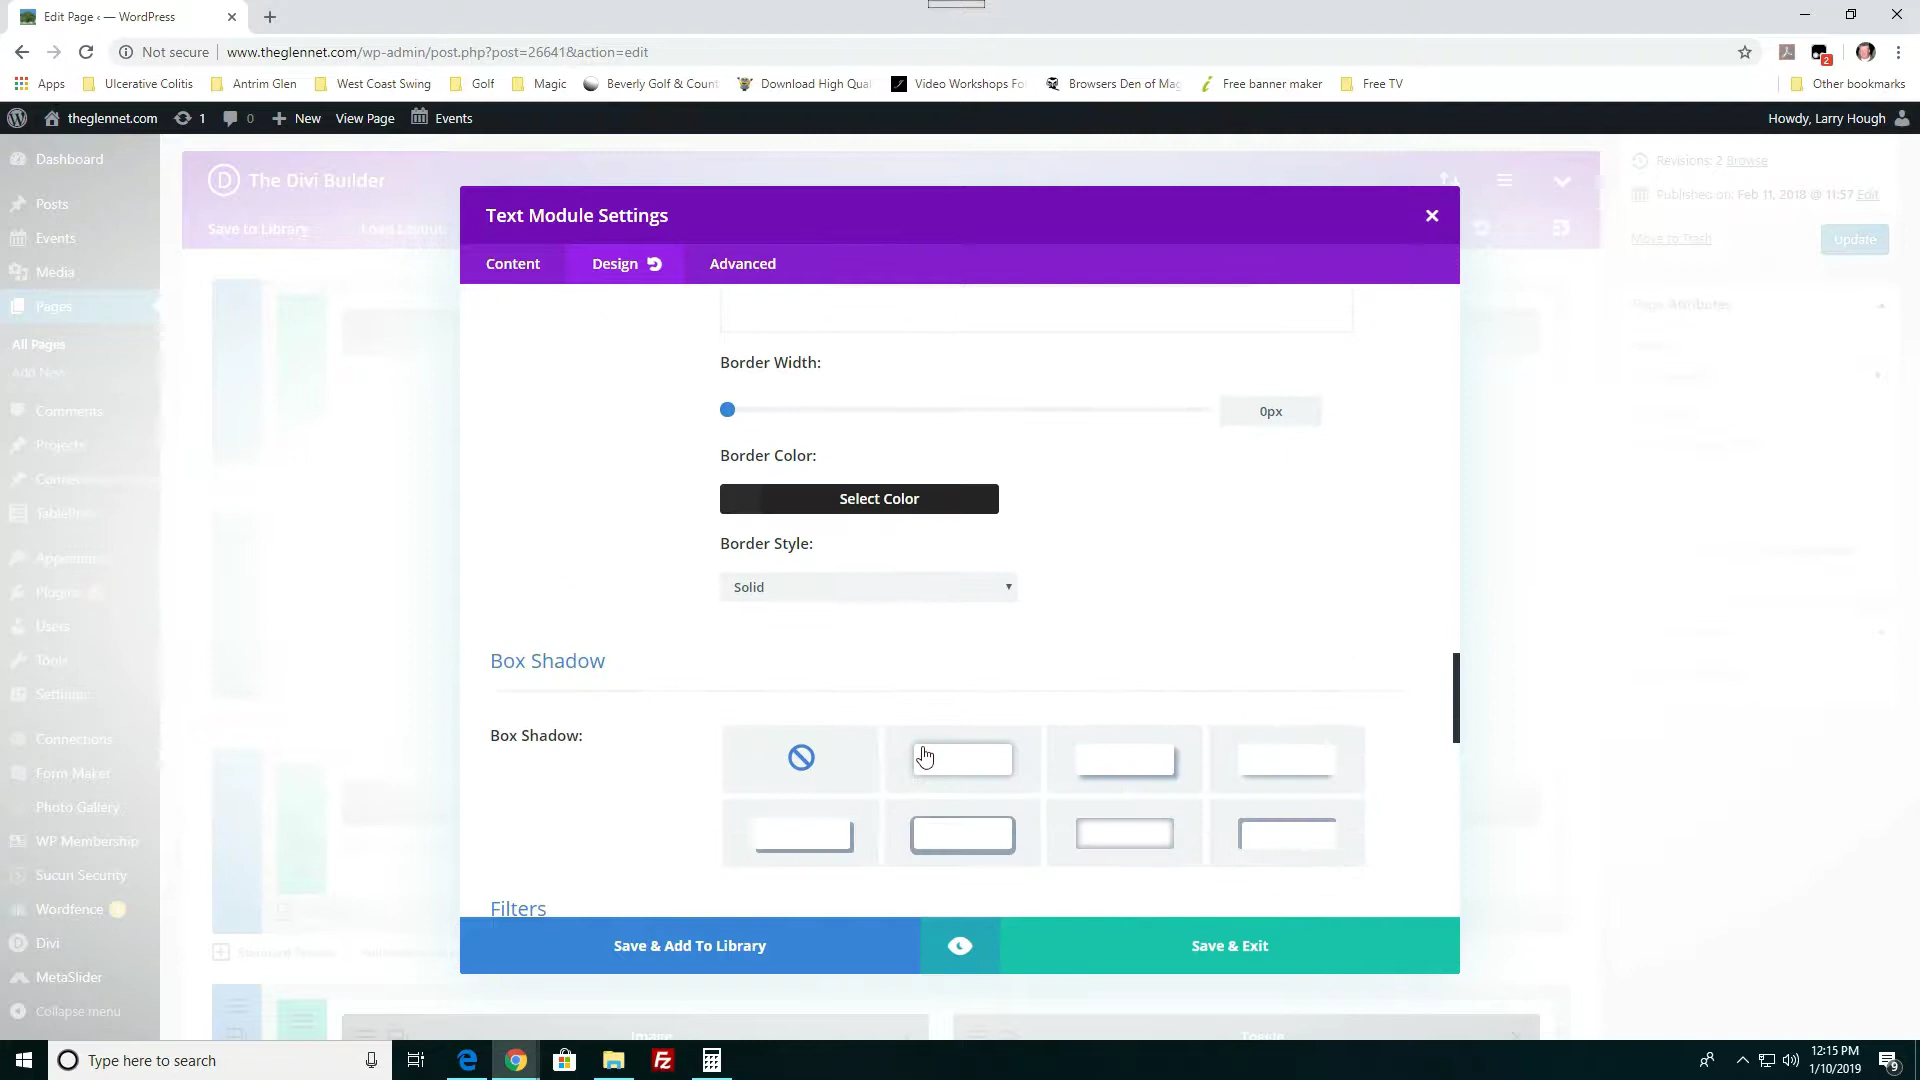 Edit Page ‹ — WordPress
Not secure
www.theglennet.com/wp-admin/post.php?post=26641&action=edit
2
Apps
Ulcerative Colitis
Antrim Glen
West Coast Swing
Golf
Magic
Beverly Golf & Count
Download High Qual
Video Workshops Fo
Browsers Den of Mag
Free banner maker
Free TV
Other bookmarks
theglennet.com
1
0
New
View Page
Events
Howdy, Larry Hough
Dashboard
Posts
Events
Media
Pages
All Pages
Add New
Comments
Projects
Tools
Users
Connections
Form Maker
Photo Gallery
WP Membership
Sucuri Security
Wordfence
Divi
MetaSlider
Collapse menu
D
The Divi Builder
Save to Library
Load Layout
Revisions: 2 Browse
Published on: Feb 11, 2018 @ 11:57 Edit
Move to Trash
Update
Page Attributes
Text Module Settings
Content
Design
Advanced
Border Width:
0px
Border Color:
Select Color
Border Style:
Solid
Box Shadow
Box Shadow:
Filters
Save & Add To Library
Save & Exit
Image
Toggle
Type here to search
12:15 PM
1/10/2019
9